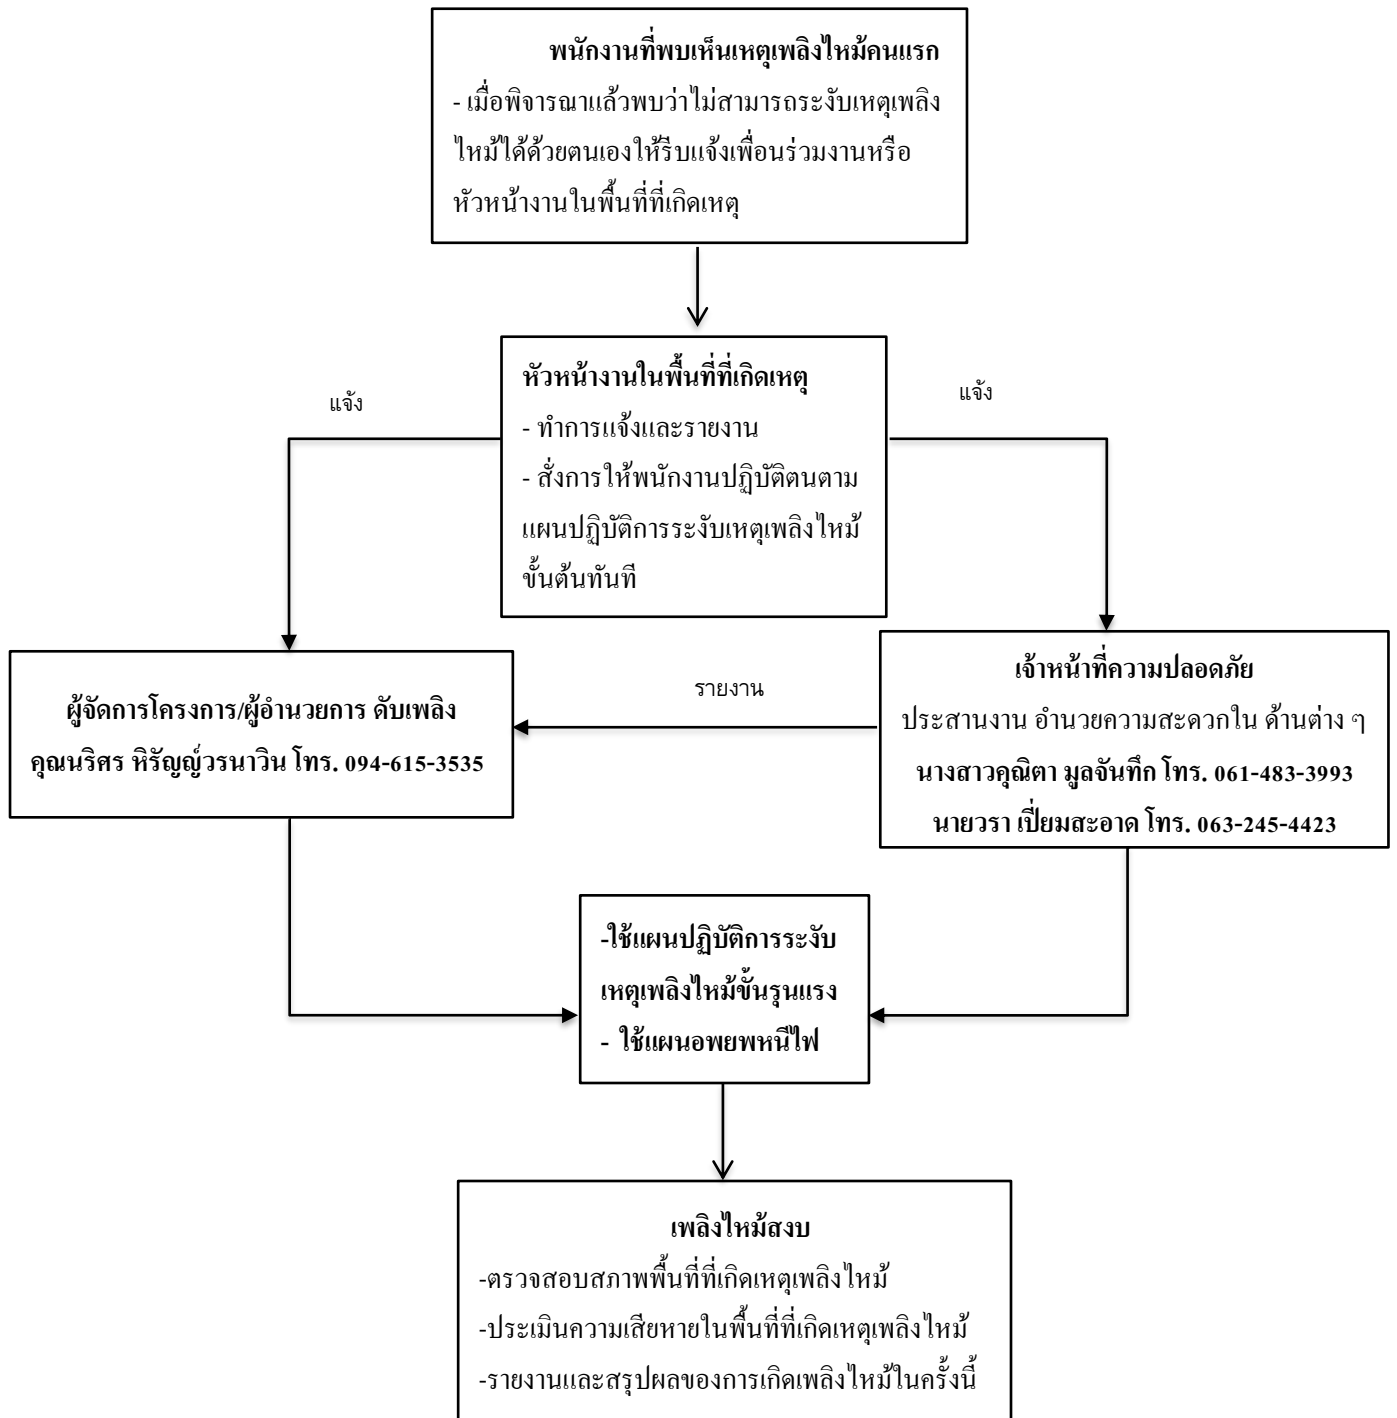 พนักงานที่พบเห็นเหตุเพลิงไหม้คนแรก
- เมื่อพิจารณาแล้วพบว่าไม่สามารถระงับเหตุเพลิง
ไหม้ได้ด้วยตนเองให้รีบแจ้งเพื่อนร่วมงานหรือ
หัวหน้างานในพื้นที่ที่เกิดเหตุ
หัวหน้างานในพื้นที่ที่เกิดเหตุ
- ทำการแจ้งและรายงาน
- สั่งการให้พนักงานปฏิบัติตนตาม
แผนปฏิบัติการระงับเหตุเพลิงไหม้
ขั้นต้นทันที
แจ้ง
แจ้ง
ผู้จัดการโครงการ/ผู้อำนวยการ ดับเพลิง
คุณนริศร หิรัญญ์วรนาวิน โทร. 094-615-3535
รายงาน
เจ้าหน้าที่ความปลอดภัย
ประสานงาน อำนวยความสะดวกใน ด้านต่าง ๆ
นางสาวคุณิตา มูลจันทึก โทร. 061-483-3993
นายวรา เปี่ยมสะอาด โทร. 063-245-4423
-ใช้แผนปฏิบัติการระงับ
เหตุเพลิงไหม้ขั้นรุนแรง
- ใช้แผนอพยพหนีไฟ
เพลิงไหม้สงบ
-ตรวจสอบสภาพพื้นที่ที่เกิดเหตุเพลิงไหม้
-ประเมินความเสียหายในพื้นที่ที่เกิดเหตุเพลิงไหม้
-รายงานและสรุปผลของการเกิดเพลิงไหม้ในครั้งนี้